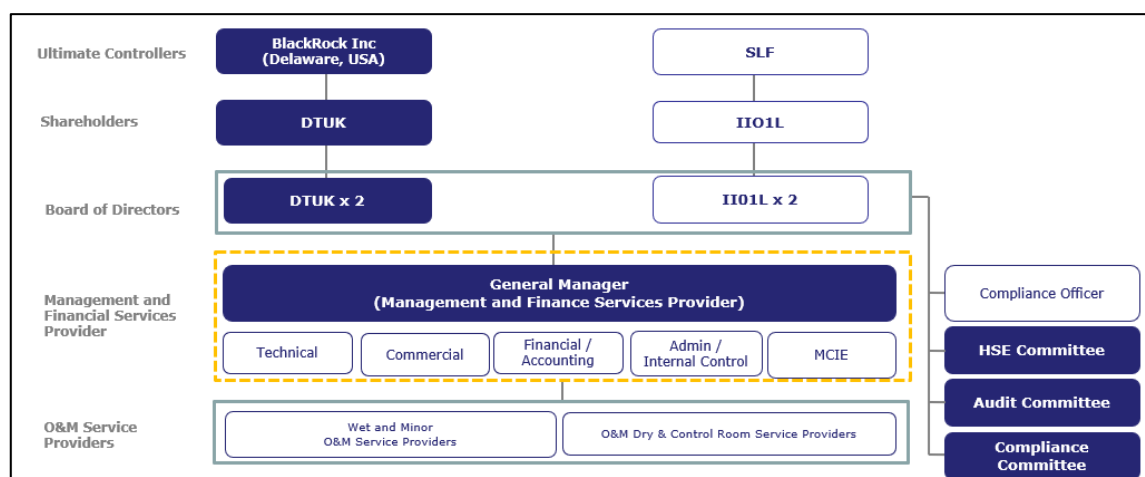 Ultimate Controllers
BlackRock Inc
(Delaware, USA)
SLF
Shareholders
DTUK
IIO1L
Board of Directors
DTUK x 2
II01L x 2
Management and
Financial Services
Provider
General Manager
(Management and Finance Services Provider)
Technical
Commercial
Financial /
Accounting
Admin /
Internal Control
MCIE
O&M Service
Providers
Wet and Minor
O&M Service Providers
O&M Dry & Control Room Service Providers
Compliance Officer
HSE Committee
Audit Committee
Compliance
Committee